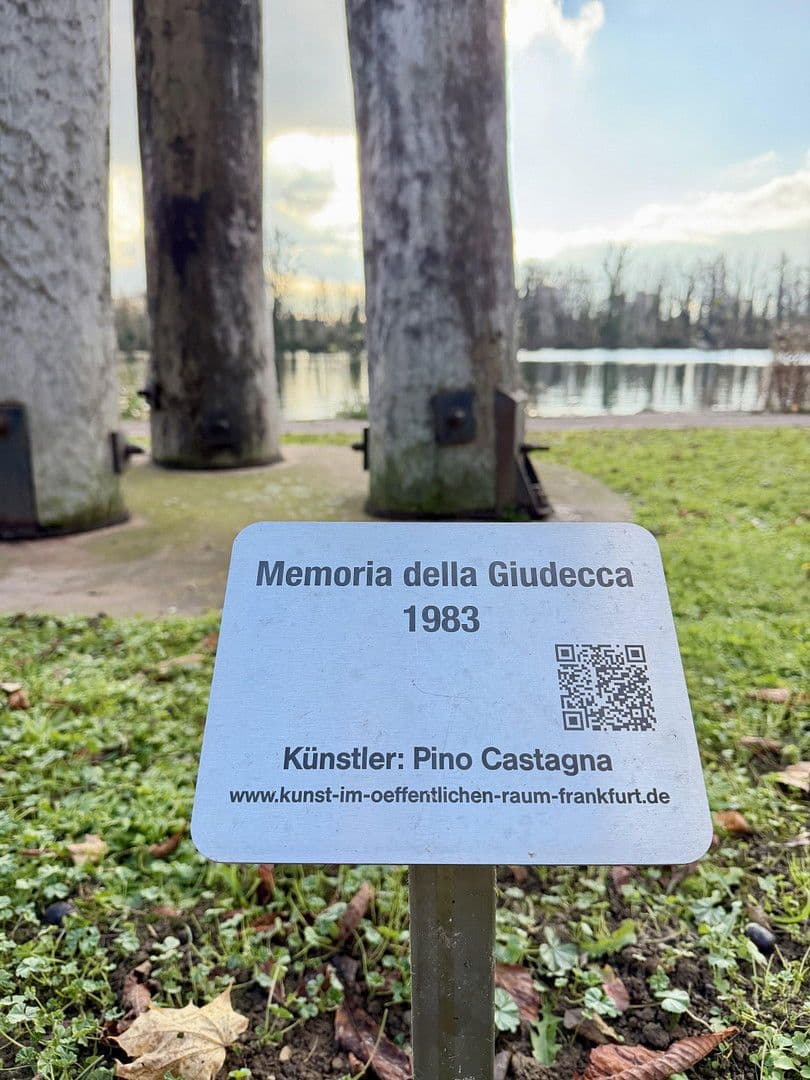 Memoria della Giudecca
1983
Künstler: Pino Castagna
www.kunst-im-oeffentlichen-raum-frankfurt.de